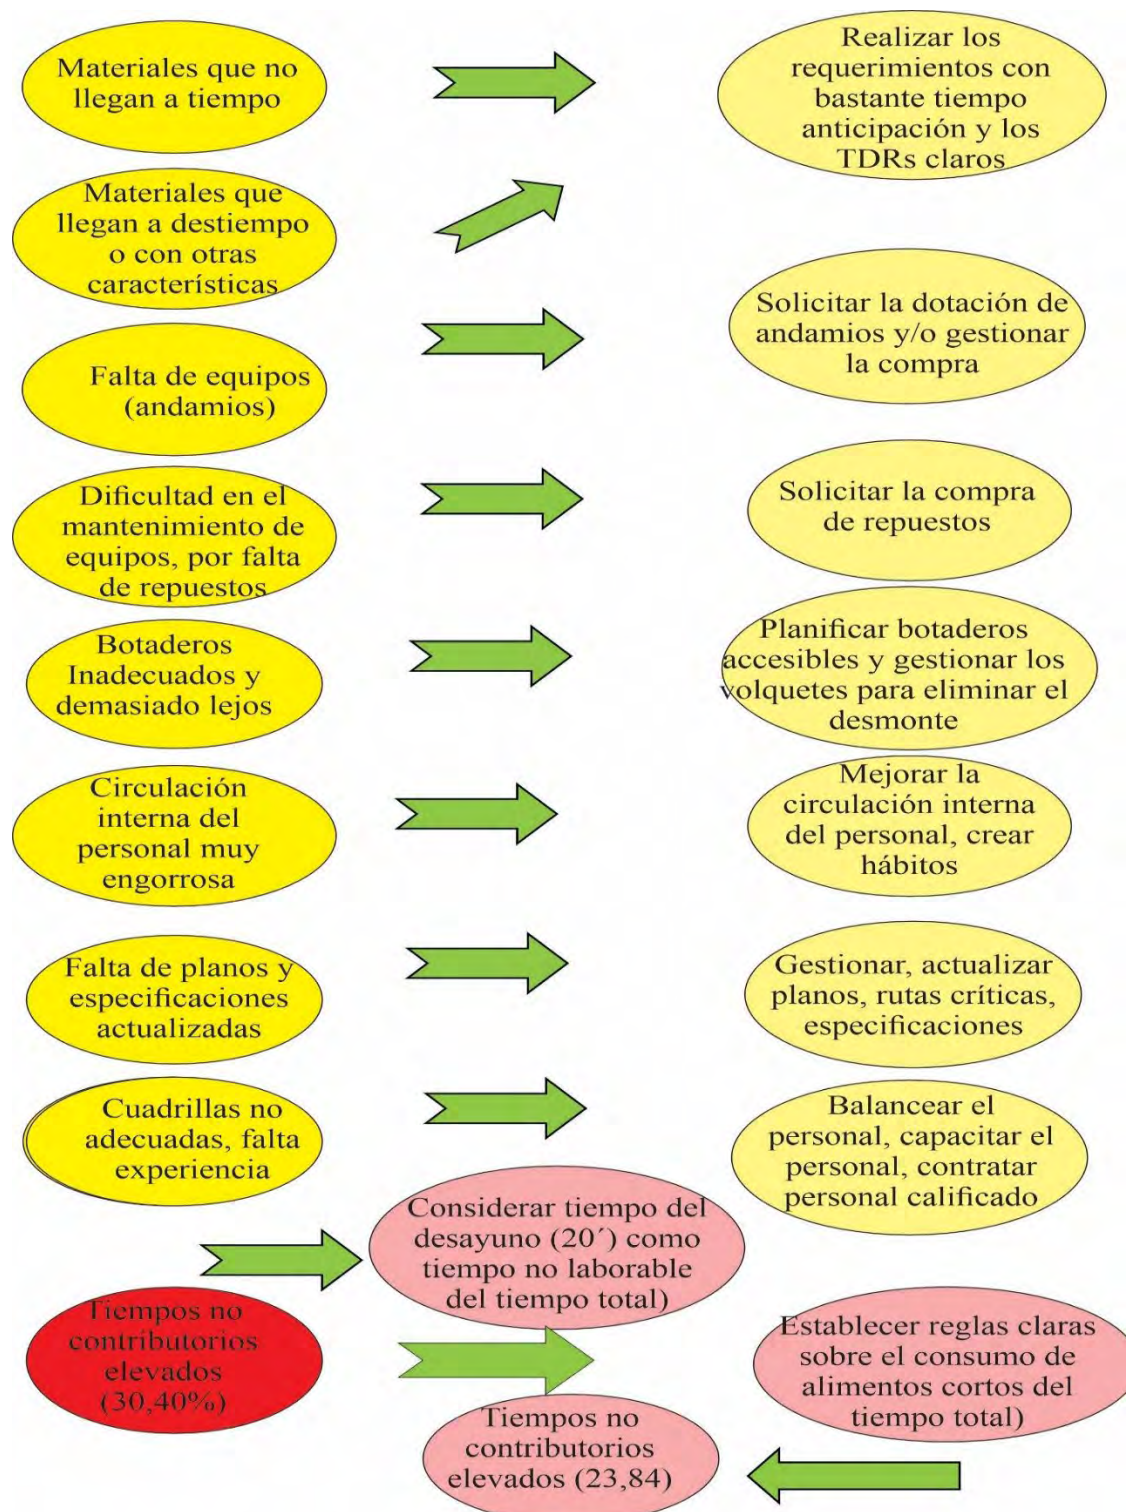 Materiales que no
llegan a tiempo
Realizar los
requerimientos con
bastante tiempo
anticipación y los
TDRs claros
Materiales que
llegan a destiempo
o con otras
características
Falta de equipos
(andamios)
Solicitar la dotación de
andamios y/o gestionar
la compra
Dificultad en el
mantenimiento de
equipos, por falta
de repuestos
Solicitar la compra
de repuestos
Botaderos
Inadecuados y
demasiado lejos
Planificar botaderos
accesibles y gestionar los
volquetes para eliminar el
desmonte
Circulación
interna del
personal muy
engorrosa
Mejorar la
circulación interna
del personal, crear
hábitos
Falta de planos y
especificaciones
actualizadas
Gestionar, actualizar
planos, rutas críticas,
especificaciones
Cuadrillas no
adecuadas, falta
experiencia
Balancear el
personal, capacitar el
personal, contratar
personal calificado
Considerar tiempo del
desayuno (20´) como
tiempo no laborable
del tiempo total)
Tiempos no
contributorios
elevados
(30,40%)
Establecer reglas claras
sobre el consumo de
alimentos cortos del
tiempo total)
Tiempos no
contributorios
elevados (23,84)